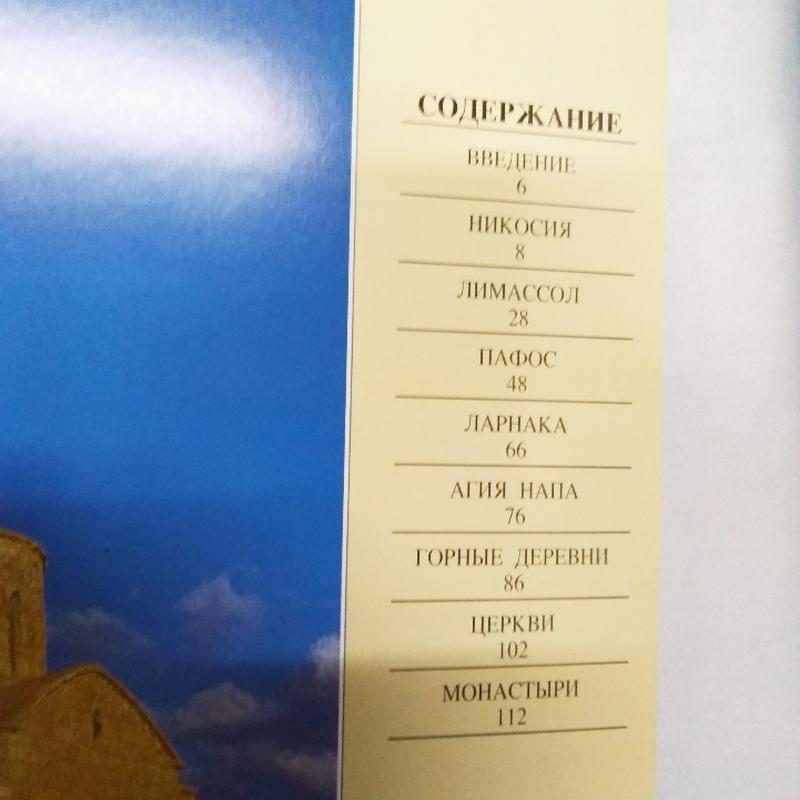 СОДЕРЖАНИЕ
ВВЕДЕНИЕ
6
НИКОСИЯ
8
ЛИМАССОЛ
28
ПАФОС
48
ЛАРНАКА
66
АГИЯ НАПА
76
ГОРНЫЕ ДЕРЕВНИ
86
ЦЕРКВИ
102
МОНАСТЫРИ
112